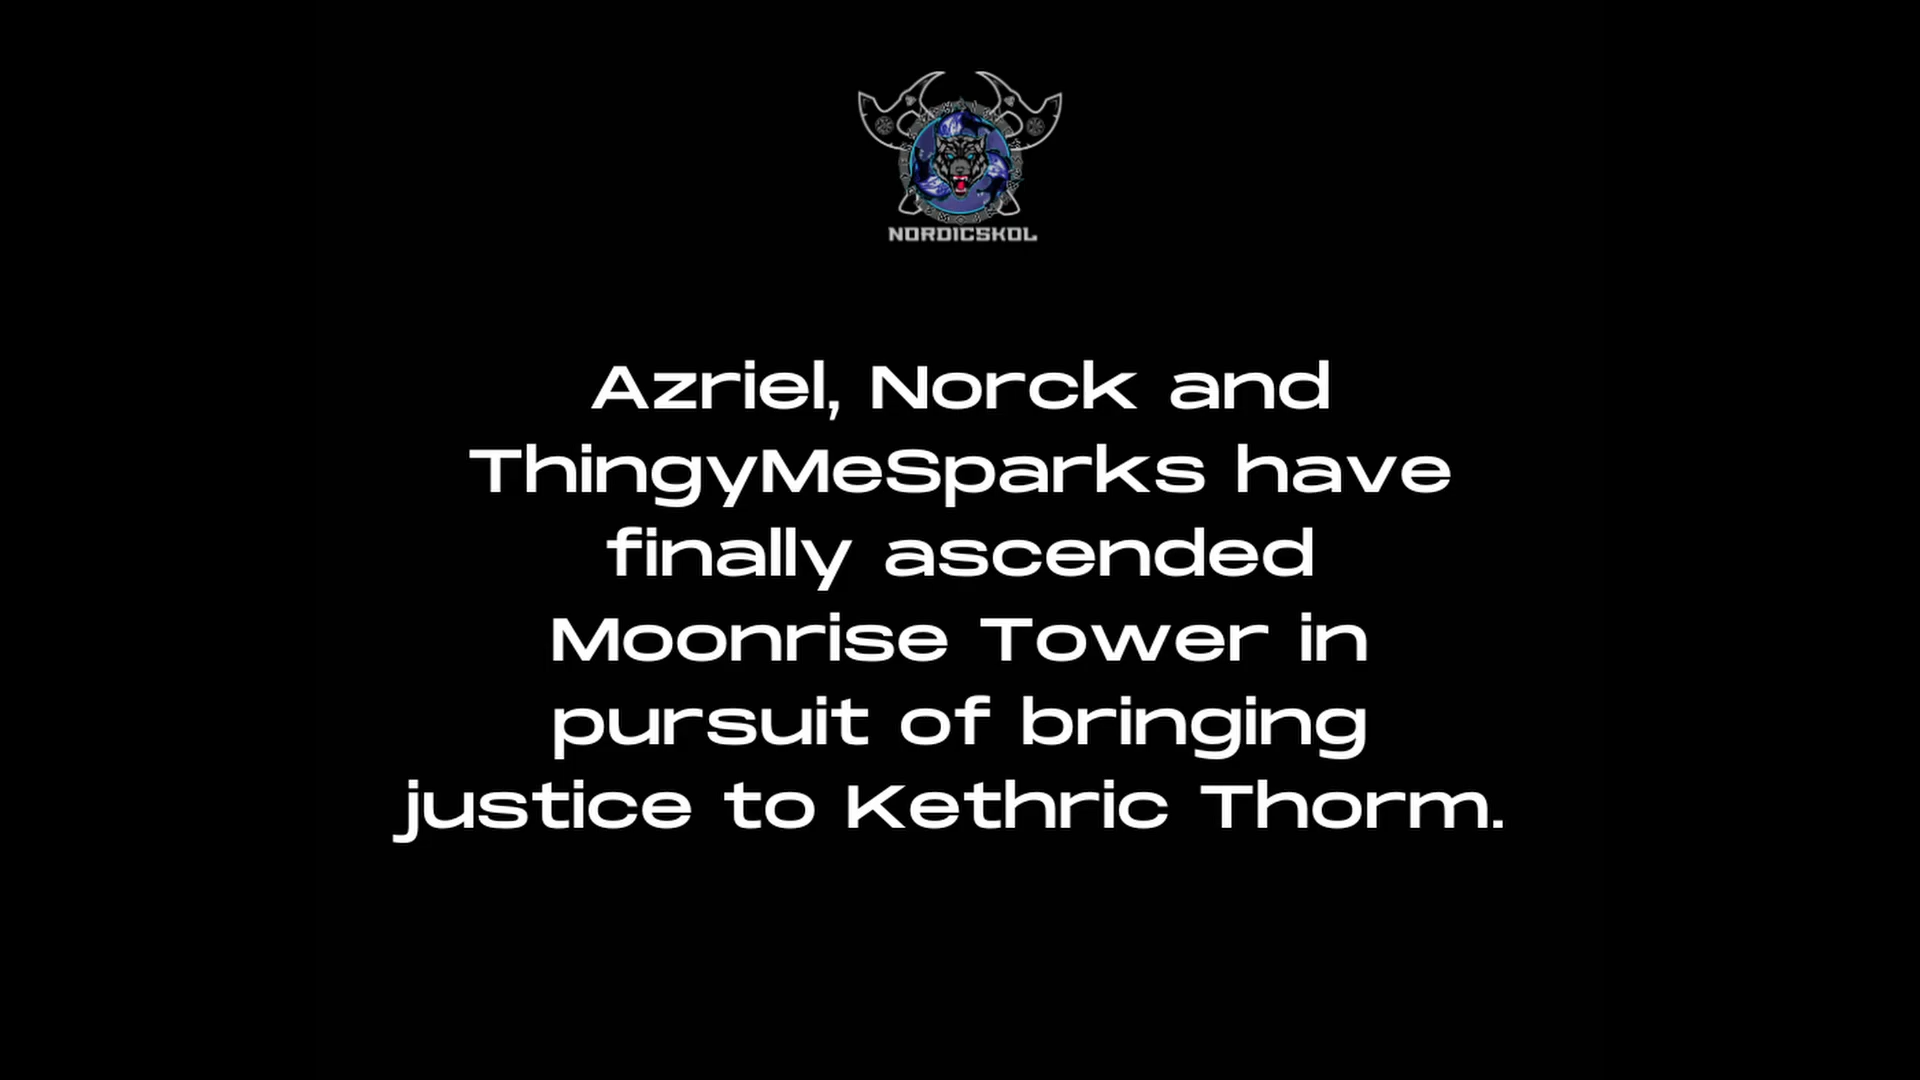 NORDICSKOL
Azriel, Norck and
ThingyMeSparks have
finally ascended
Moonrise Tower in
pursuit of bringing
justice to Kethric Thorm.